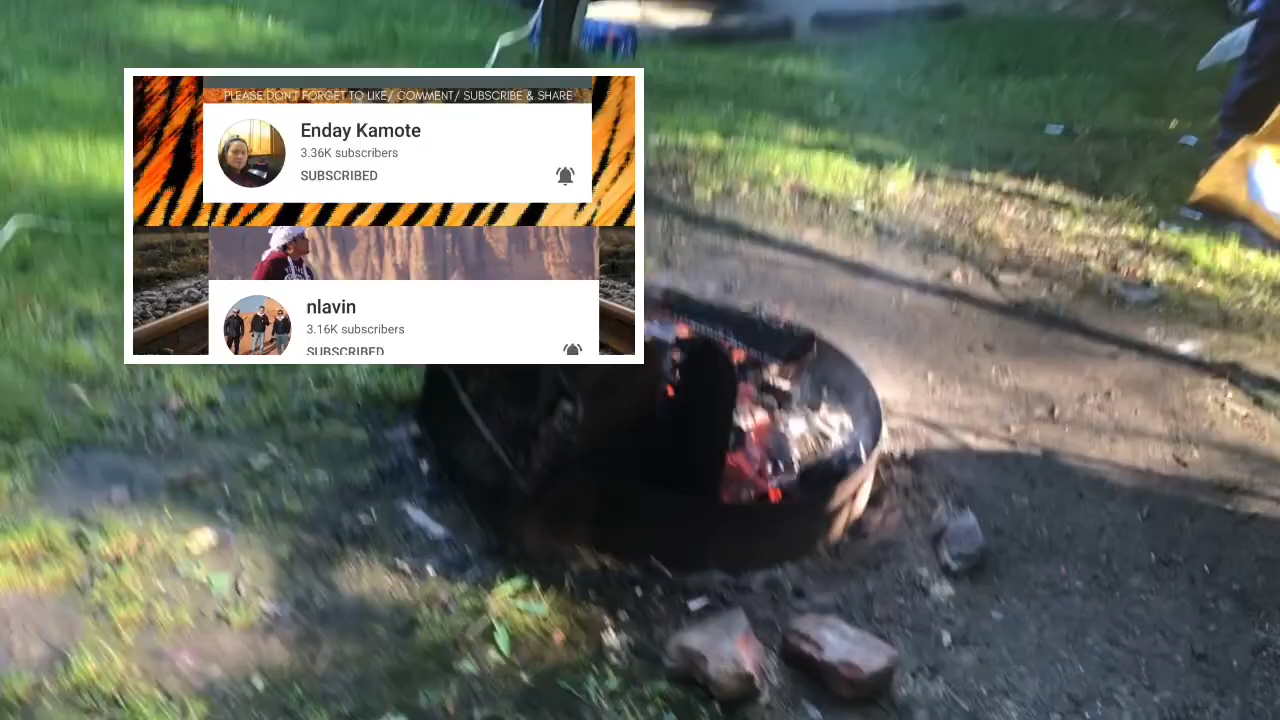 PLEASE DON'T FORGET TO LIKE/ COMMENT/ SUBSCRIBE & SHARE
Enday Kamote
3.36K subscribers
SUBSCRIBED
nlavin
3.16K subscribers
SUBSCRIBED